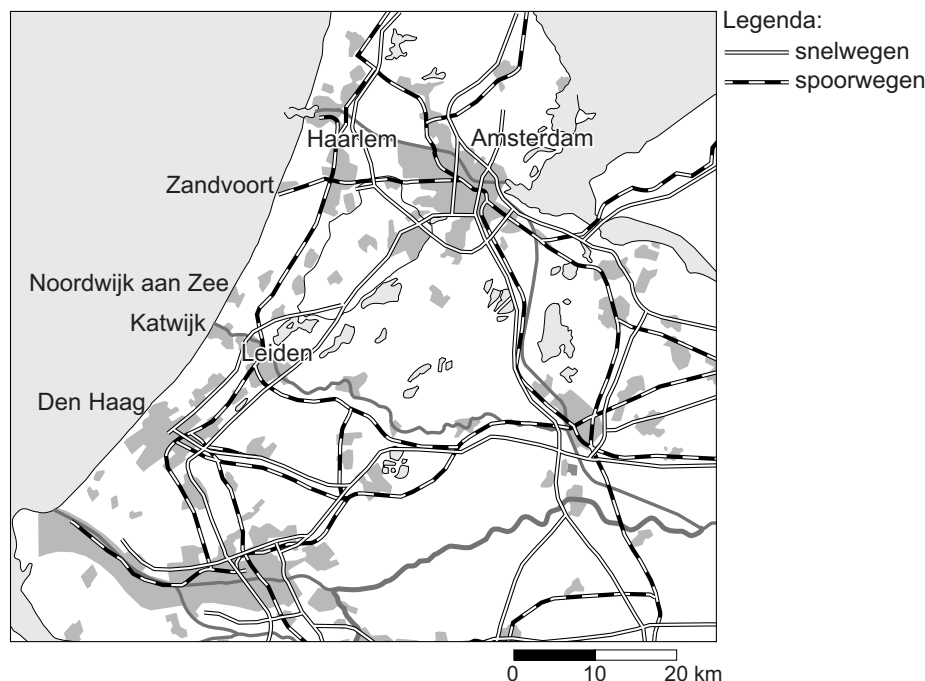 Legenda:
snelwegen
spoorwegen
Haarlem
Amsterdam
Zandvoort
Noordwijk aan Zee
Katwijk
Leiden
Den Haag
0 10 20 km